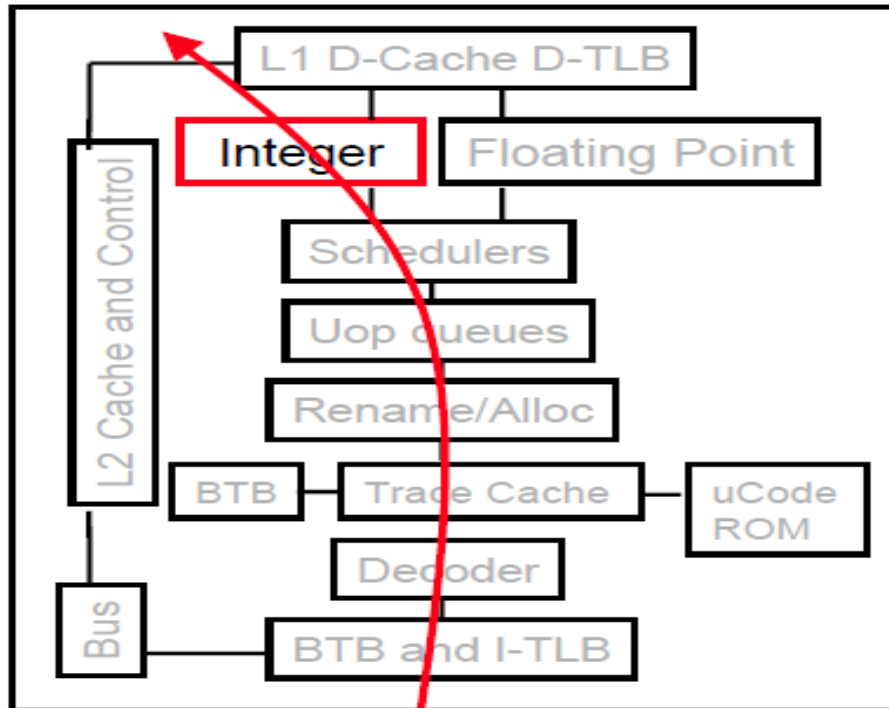 L1 D-Cache D-TLB
Integer
Floating Point
L2 Cache and Control
Schedulers
Uop queues
Rename/Alloc
BTB
Trace Cache
uCode
ROM
Decoder
Bus
BTB and I-TLB